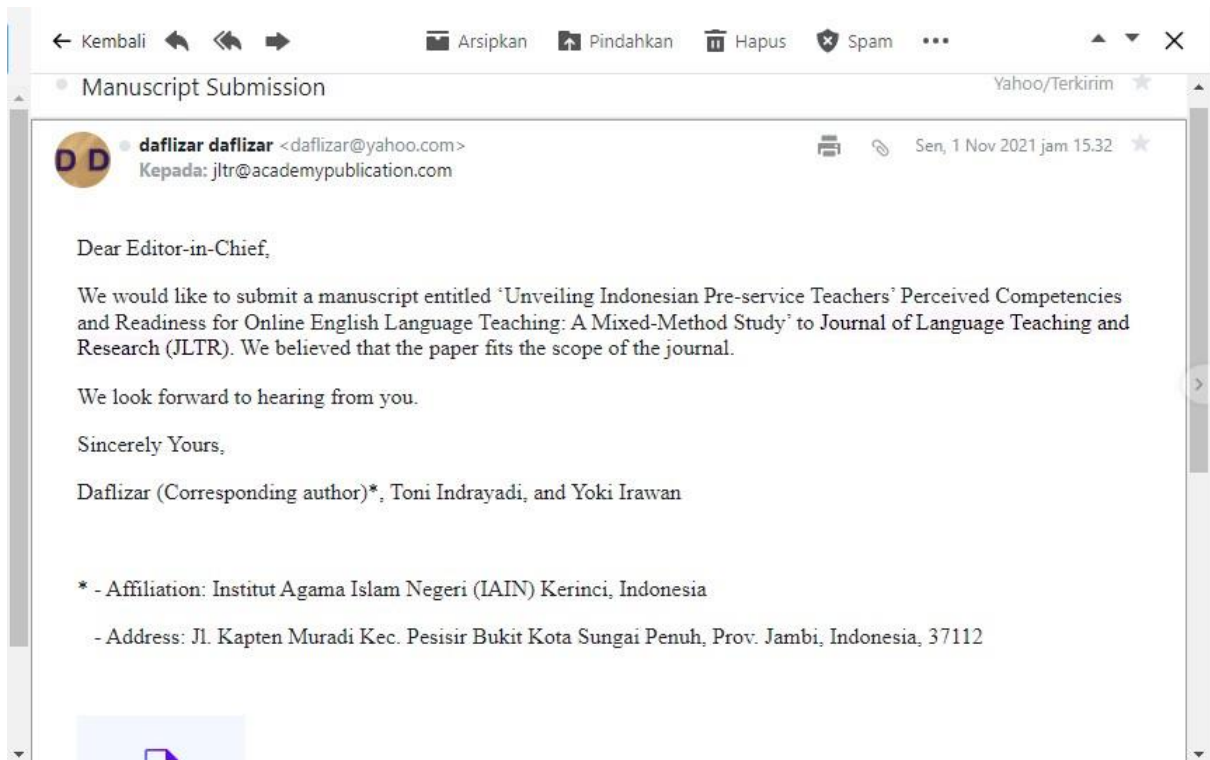 Kembali Arsipkan Pindahkan Hapus Spam
Manuscript Submission Yahoo/Terkirim
D D daflizar daflizar <daflizar@yahoo.com> Sen, 1 Nov 2021 jam 15.32
Kepada: jltr@academypublication.com
Dear Editor-in-Chief,
We would like to submit a manuscript entitled ‘Unveiling Indonesian Pre-service Teachers’ Perceived Competencies
and Readiness for Online English Language Teaching: A Mixed-Method Study’ to Journal of Language Teaching and
Research (JLTR). We believed that the paper fits the scope of the journal.
We look forward to hearing from you.
Sincerely Yours,
Daflizar (Corresponding author)*, Toni Indrayadi, and Yoki Irawan
* - Affiliation: Institut Agama Islam Negeri (IAIN) Kerinci, Indonesia
- Address: Jl. Kapten Muradi Kec. Pesisir Bukit Kota Sungai Penuh, Prov. Jambi, Indonesia, 37112